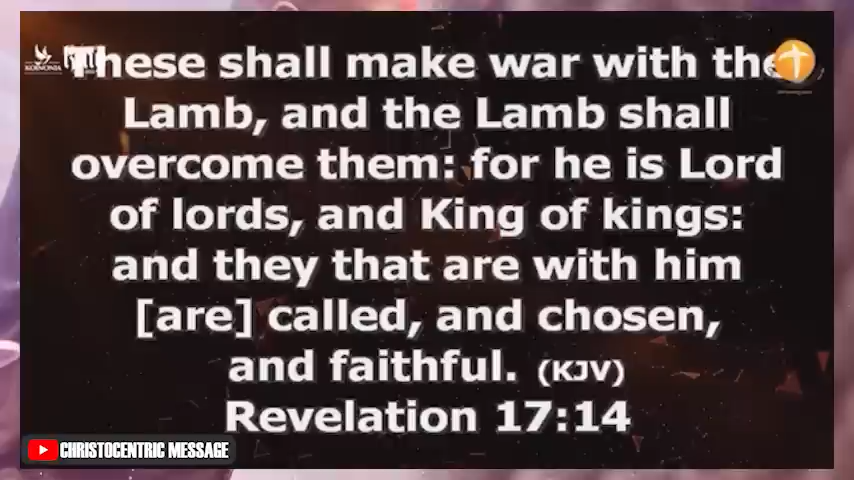 These shall make war with the
Lamb, and the Lamb shall
overcome them: for he is Lord
of lords, and King of kings:
and they that are with him
[are] called, and chosen,
and faithful. (KJV)
Revelation 17:14
KOINONIA
CHRISTOCENTRIC MESSAGE